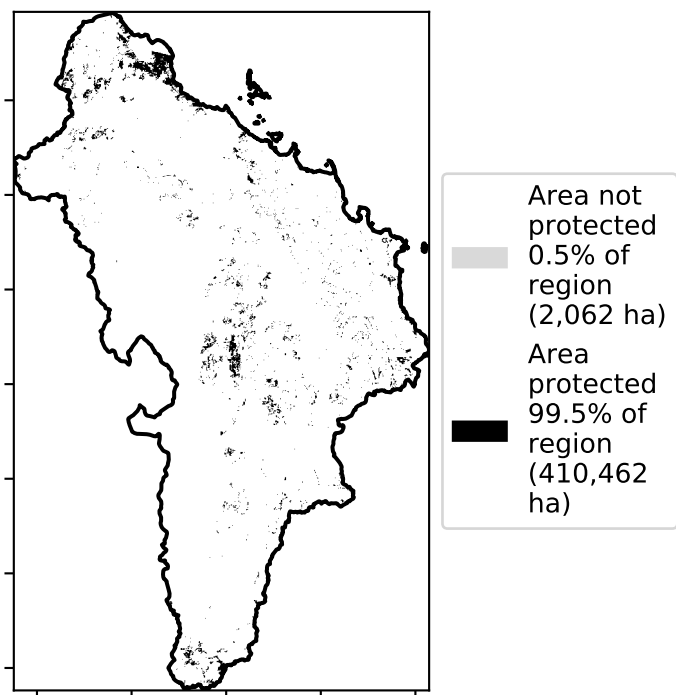 Area not
protected
0.5% of
region
(2,062 ha)
Area
protected
99.5% of
region
(410,462
ha)